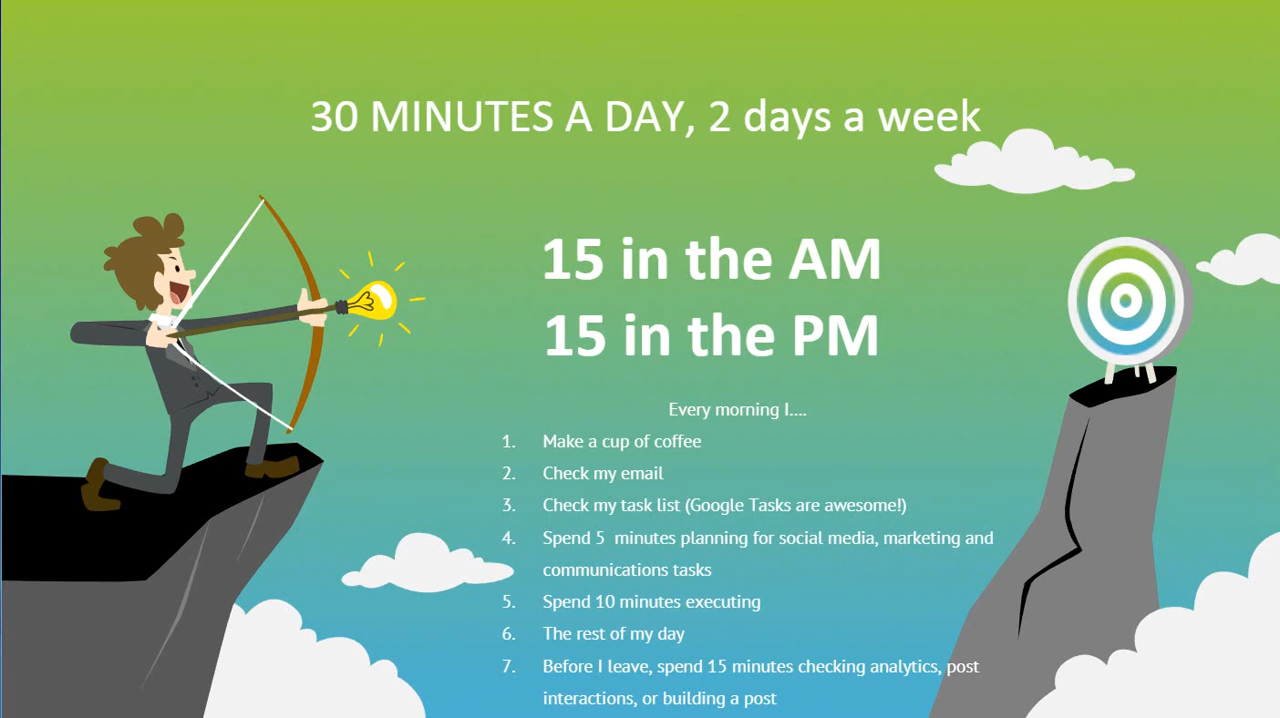 30 MINUTES A DAY, 2 days a week
15 in the AM
15 in the PM
Every morning I....
1. Make a cup of coffee
2. Check my email
3. Check my task list (Google Tasks are awesome!)
4. Spend 5  minutes planning for social media, marketing and
communications tasks
5. Spend 10 minutes executing
6. The rest of my day
7. Before I leave, spend 15 minutes checking analytics, post
interactions, or building a post